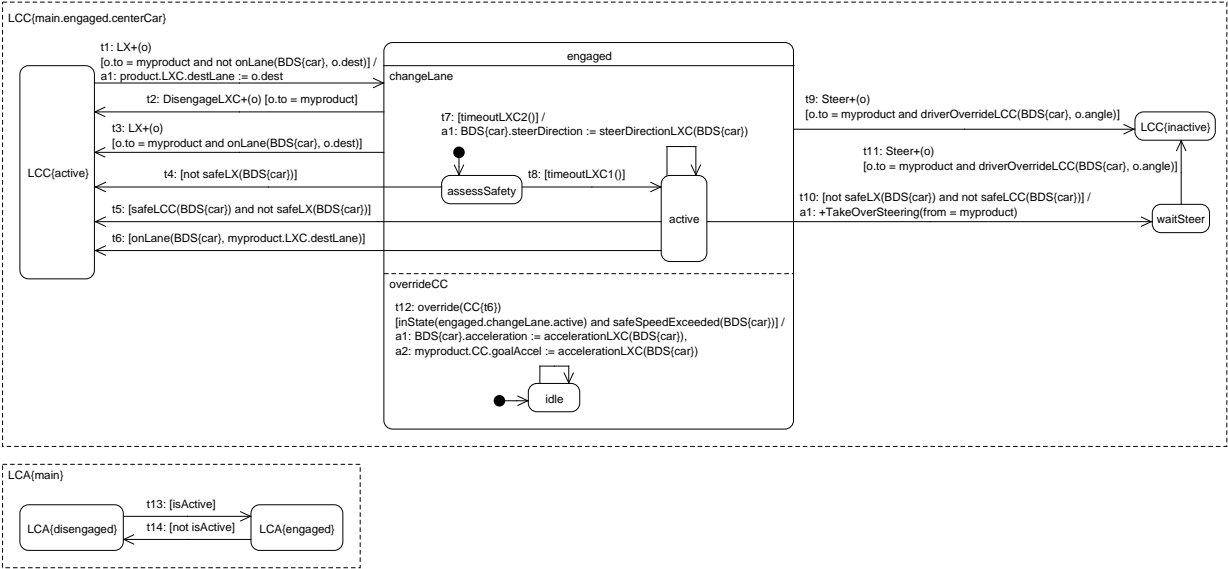 LCC{main.engaged.centerCar}
t1: LX+(o)
[o.to = myproduct and not onLane(BDS{car}, o.dest)] /
a1: product.LXC.destLane := o.dest
engaged
changeLane
t2: DisengageLXC+(o) [o.to = myproduct]
t3: LX+(o)
[o.to = myproduct and onLane(BDS{car}, o.dest)]
LCC{active}
t4: [not safeLX(BDS{car})]
t5: [safeLCC(BDS{car}) and not safeLX(BDS{car})]
t6: [onLane(BDS{car}, myproduct.LXC.destLane)]
t7: [timeoutLXC2()] /
a1: BDS{car}.steerDirection := steerDirectionLXC(BDS{car})
assessSafety
t8: [timeoutLXC1()]
active
t9: Steer+(o)
[o.to = myproduct and driverOverrideLCC(BDS{car}, o.angle)]
LCC{inactive}
t11: Steer+(o)
[o.to = myproduct and driverOverrideLCC(BDS{car}, o.angle)]
t10: [not safeLX(BDS{car}) and not safeLCC(BDS{car})] /
a1: +TakeOverSteering(from = myproduct)
waitSteer
overrideCC
t12: override(CC{t6})
[inState(engaged.changeLane.active) and safeSpeedExceeded(BDS{car})] /
a1: BDS{car}.acceleration := accelerationLXC(BDS{car}),
a2: myproduct.CC.goalAccel := accelerationLXC(BDS{car})
idle
LCA{main}
LCA{disengaged}
t13: [isActive]
t14: [not isActive]
LCA{engaged}